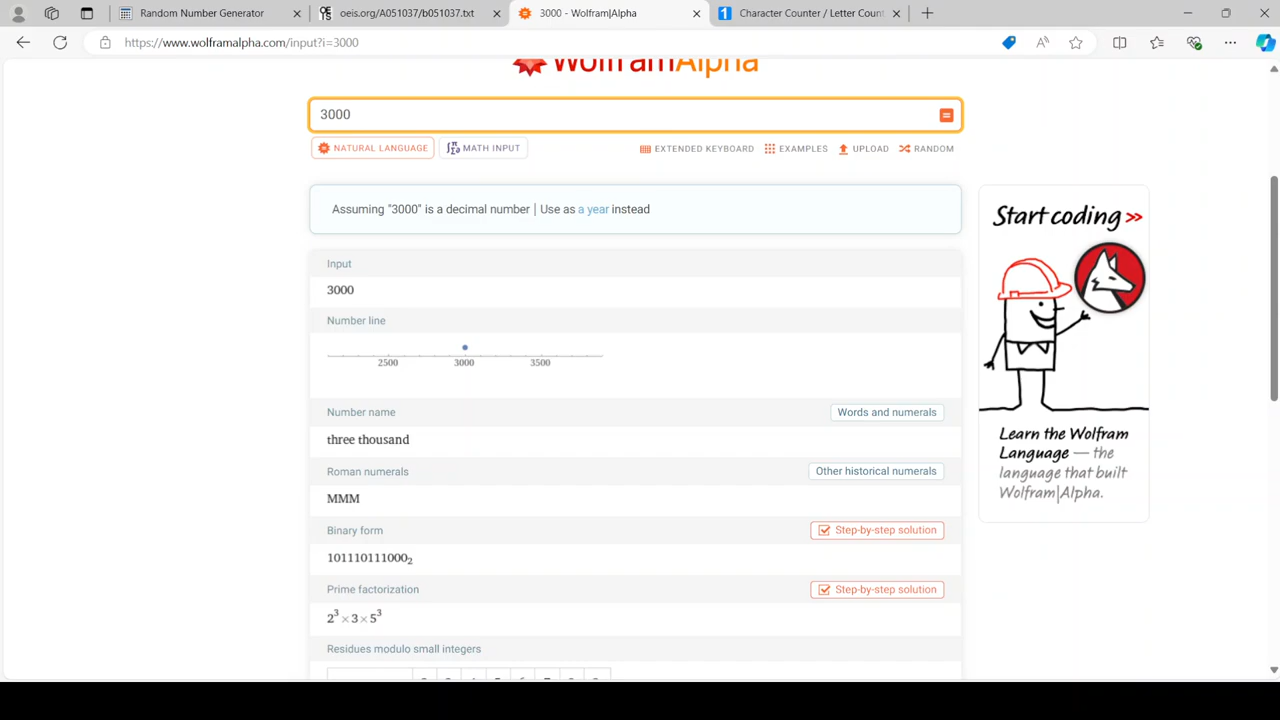 Random Number Generator
oeis.org/A051037/b051037.txt
3000 - Wolfram|Alpha
Character Counter / Letter Count
https://www.wolframalpha.com/input?i=3000
WolframAlpha
3000
NATURAL LANGUAGE
MATH INPUT
EXTENDED KEYBOARD
EXAMPLES
UPLOAD
RANDOM
Assuming "3000" is a decimal number | Use as a year instead
Start coding »
Input
3000
Number line
2500 3000 3500
Number name
Words and numerals
three thousand
Learn the Wolfram
Language — the
language that built
Wolfram|Alpha.
Roman numerals
Other historical numerals
MMM
Binary form
Step-by-step solution
101110111000₂
Prime factorization
Step-by-step solution
2³ × 3 × 5³
Residues modulo small integers